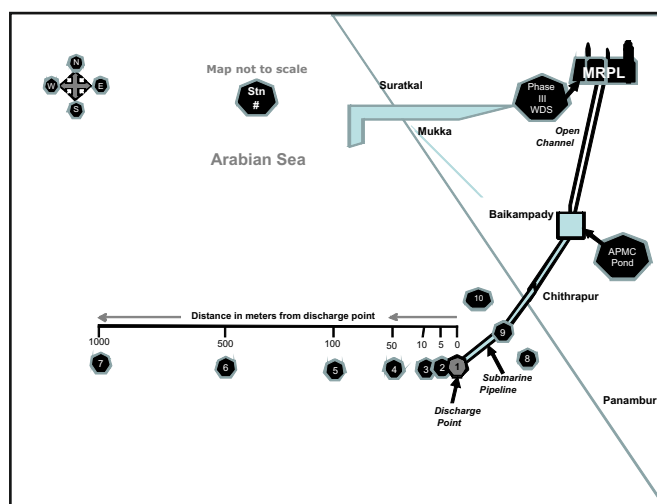 N
W E
S
Map not to scale
Stn
#
Arabian Sea
Suratkal
Mukka
MRPL
Phase
III
WDS
Open
Channel
Baikampady
APMC
Pond
Chithrapur
10
Distance in meters from discharge point
1000 500 100 50 10 5 0
9
7 6 5 4 3 2 1
8
Submarine
Pipeline
Discharge
Point
Panambur